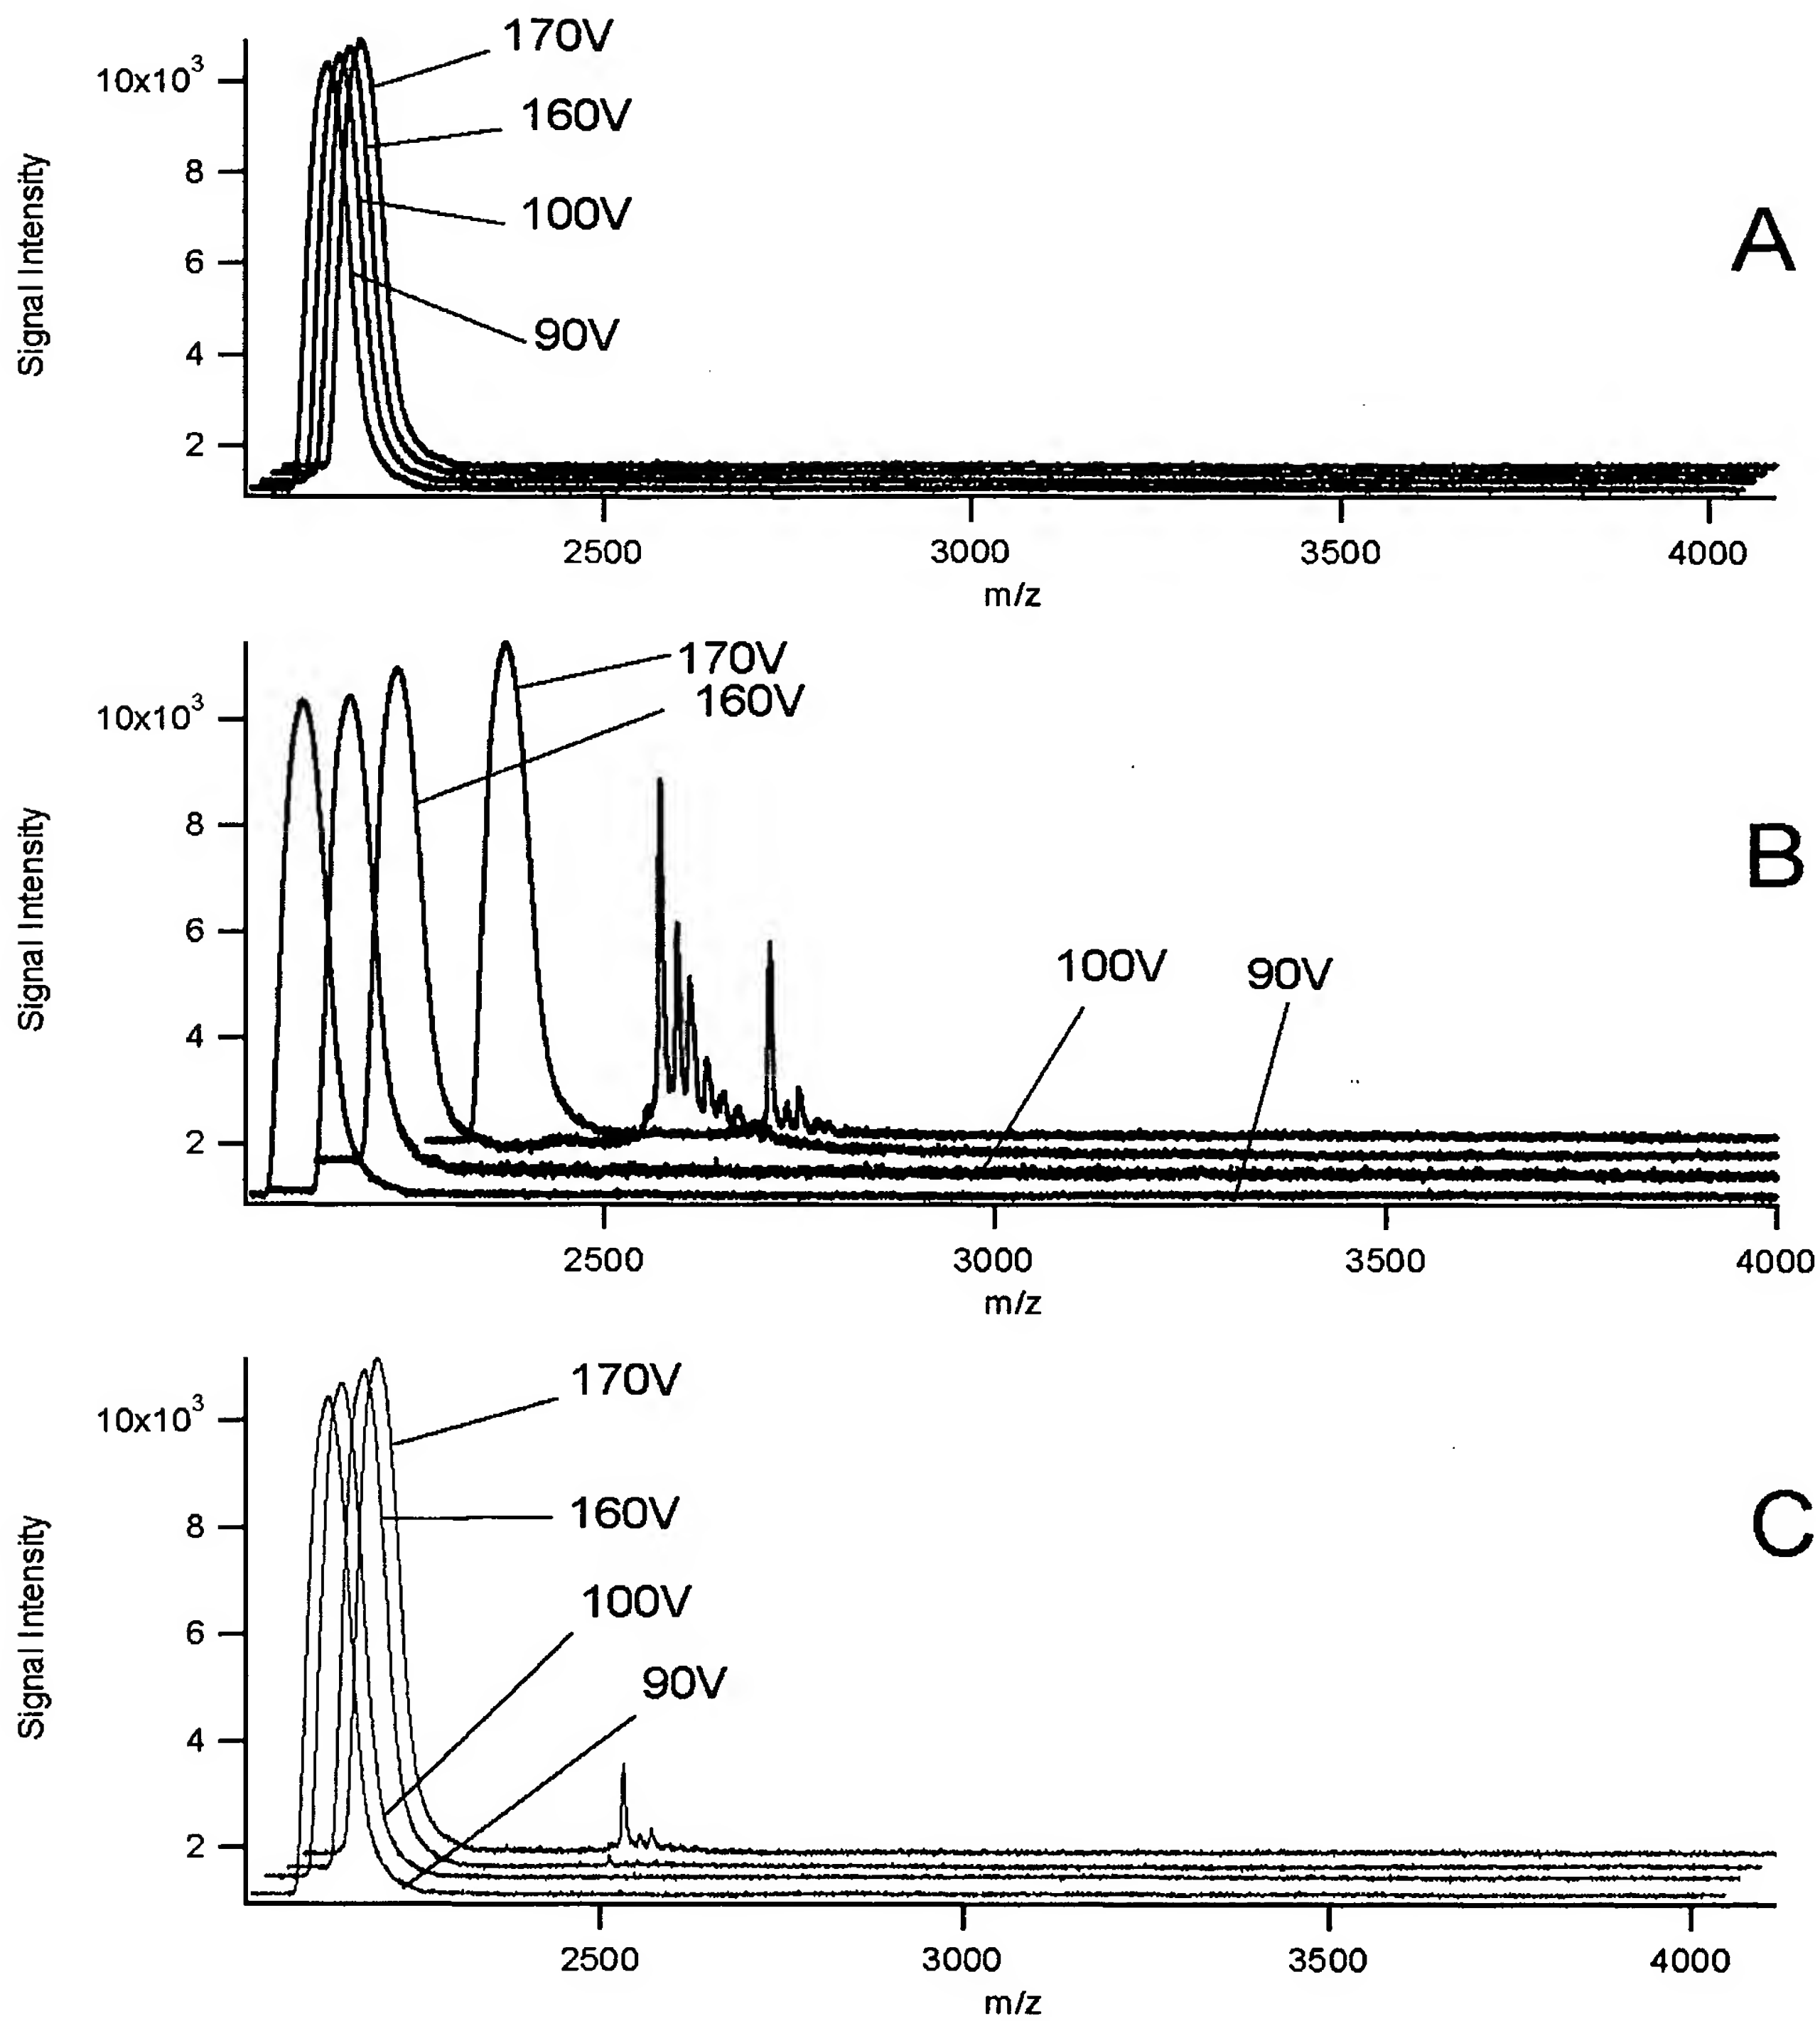 170V
10x10³
160V
8
100V
6
90V
4
2
A
Signal Intensity
2500 3000 3500 4000
m/z
170V
160V
10x10³
8
6
100V 90V
4
2
B
Signal Intensity
2500 3000 3500 4000
m/z
170V
10x10³
160V
8
100V
6
90V
4
2
C
Signal Intensity
2500 3000 3500 4000
m/z